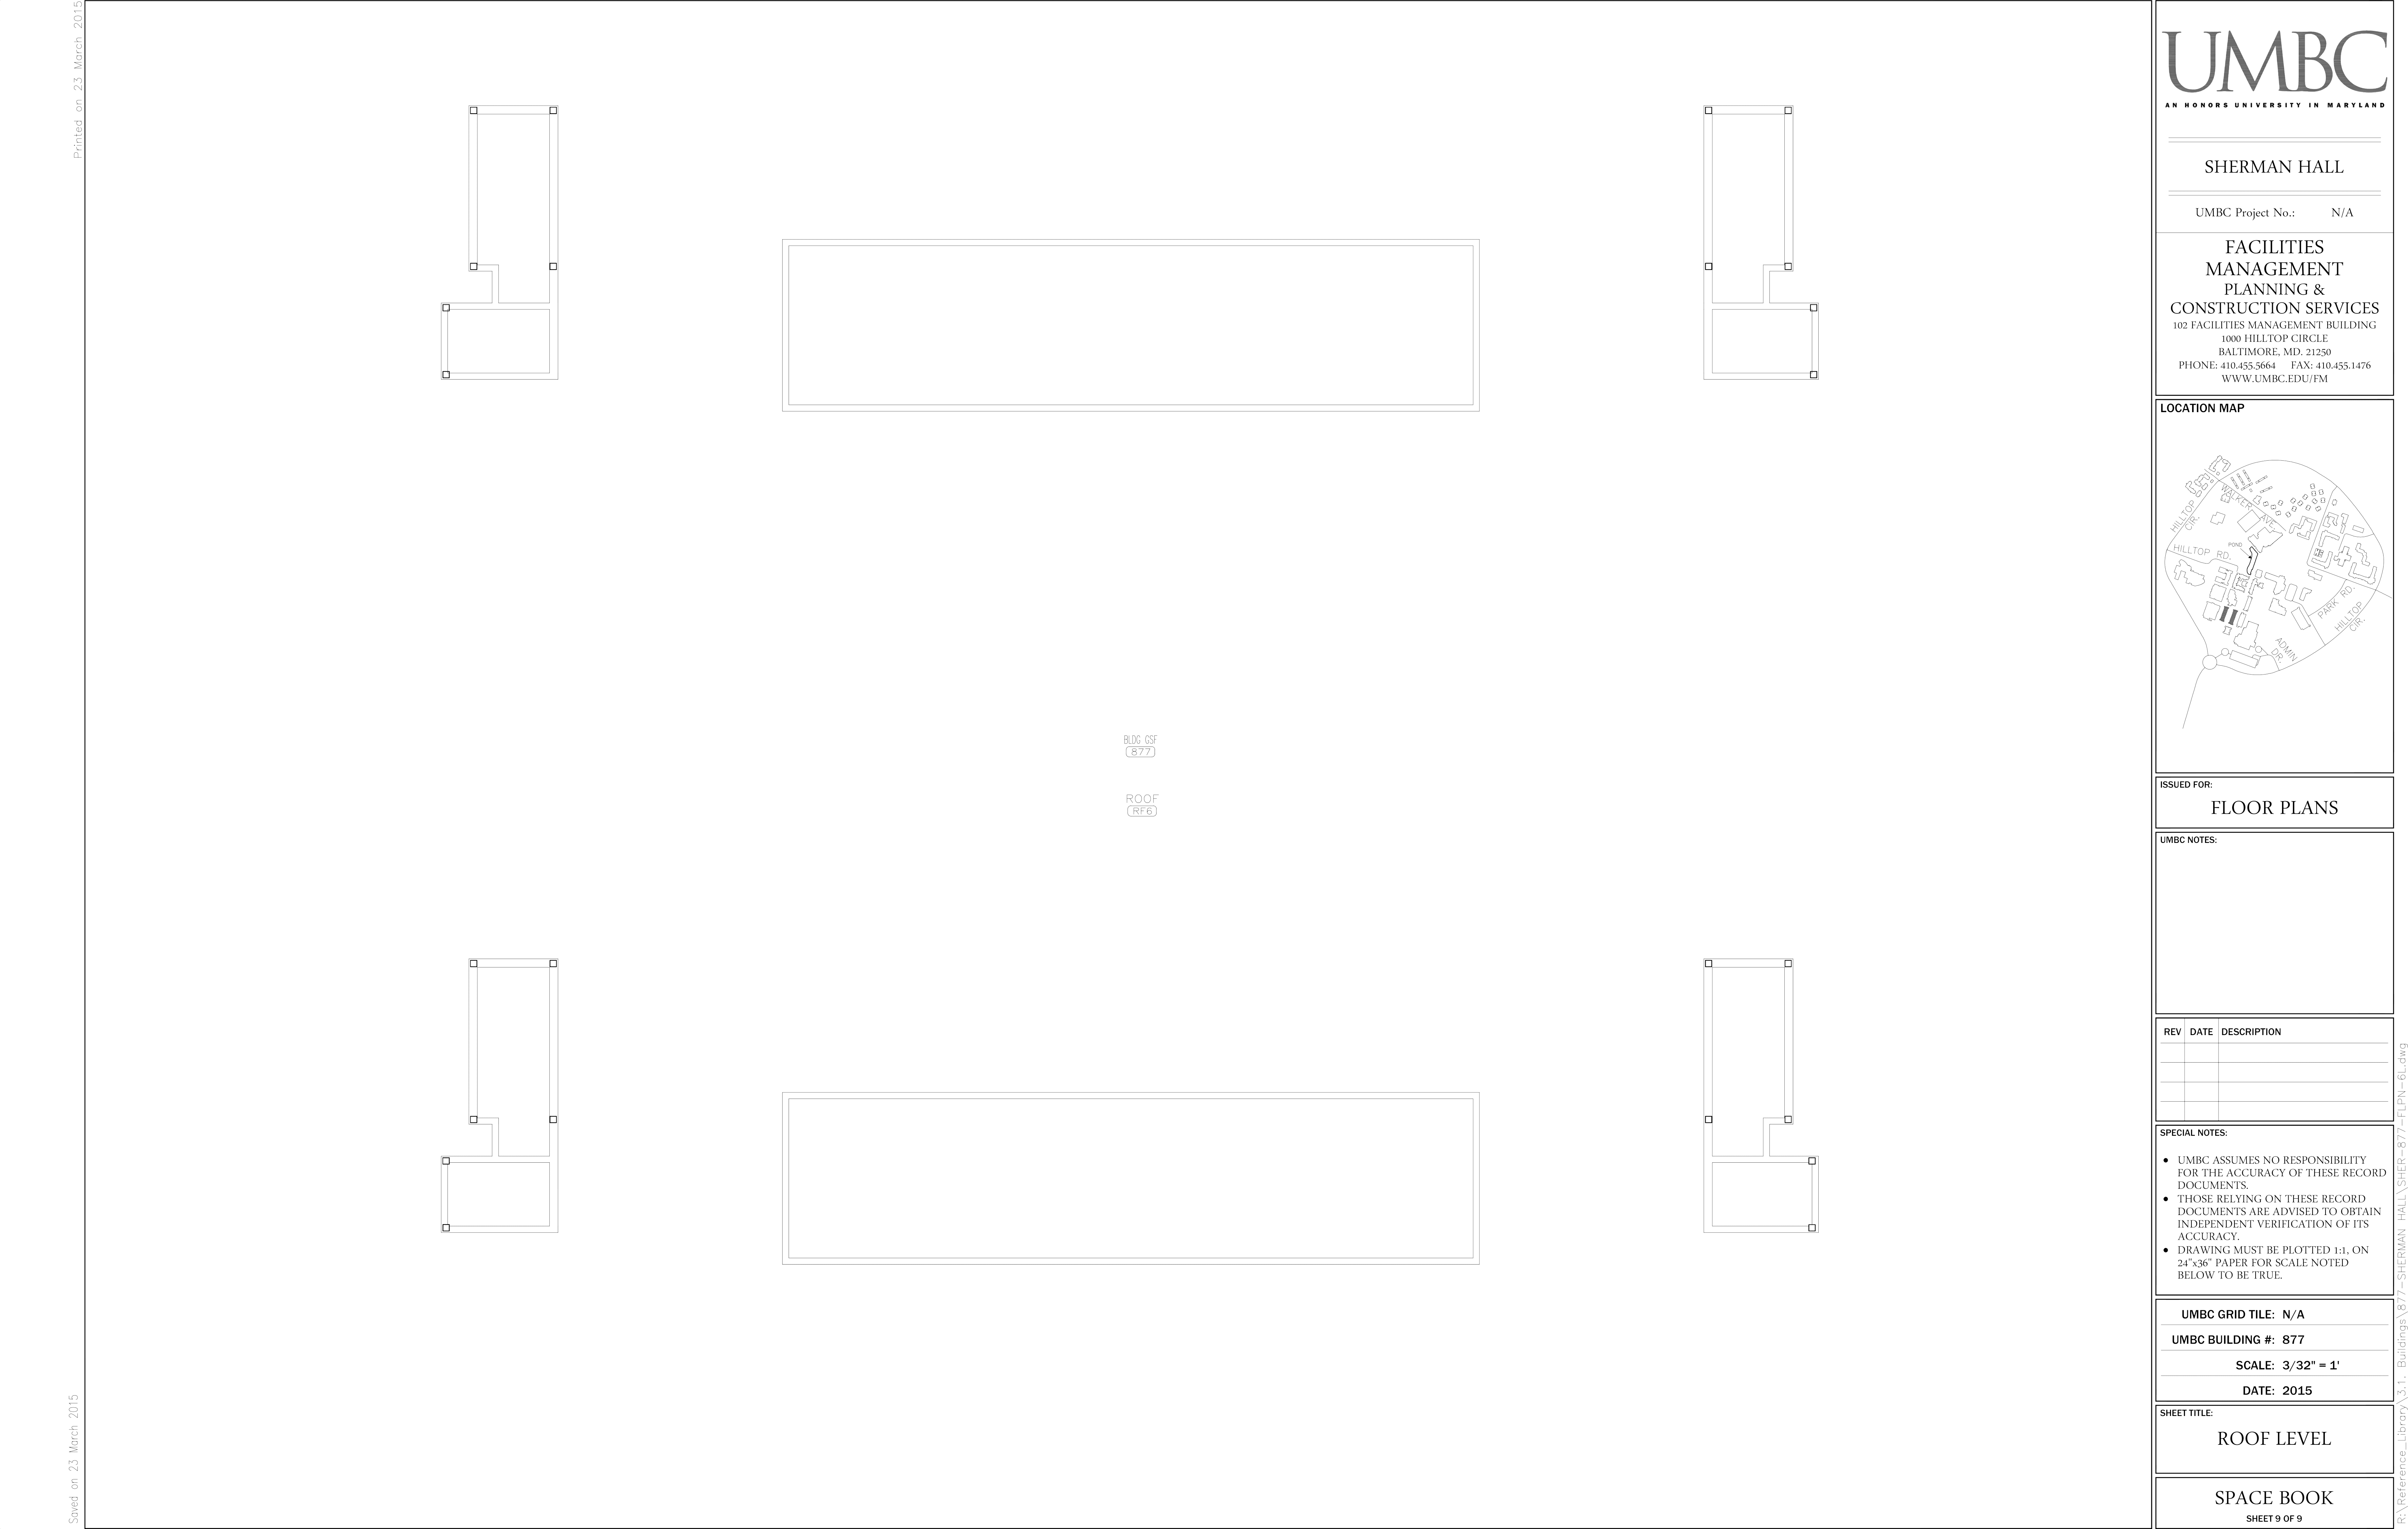 Printed on 23 March 2015
Saved on 23 March 2015
BLDG GSF
877
ROOF
RF6
UMBC
AN HONORS UNIVERSITY IN MARYLAND
SHERMAN HALL
UMBC Project No.: N/A
FACILITIES
MANAGEMENT
PLANNING &
CONSTRUCTION SERVICES
102 FACILITIES MANAGEMENT BUILDING
1000 HILLTOP CIRCLE
BALTIMORE, MD. 21250
PHONE: 410.455.5664 FAX: 410.455.1476
WWW.UMBC.EDU/FM
LOCATION MAP
WALKER AVE.
HILLTOP
CIR.
POND
HILLTOP RD.
PARK RD.
HILLTOP
CIR.
ADMIN
DR.
ISSUED FOR:
FLOOR PLANS
UMBC NOTES:
REV DATE DESCRIPTION
SPECIAL NOTES:
• UMBC ASSUMES NO RESPONSIBILITY
FOR THE ACCURACY OF THESE RECORD
DOCUMENTS.
• THOSE RELYING ON THESE RECORD
DOCUMENTS ARE ADVISED TO OBTAIN
INDEPENDENT VERIFICATION OF ITS
ACCURACY.
• DRAWING MUST BE PLOTTED 1:1, ON
24"x36" PAPER FOR SCALE NOTED
BELOW TO BE TRUE.
UMBC GRID TILE: N/A
UMBC BUILDING #: 877
SCALE: 3/32" = 1'
DATE: 2015
SHEET TITLE:
ROOF LEVEL
SPACE BOOK
SHEET 9 OF 9
R:\Reference_Library\3.1. Buildings\877-SHERMAN HALL\SHER-877-FLPN-6L.dwg